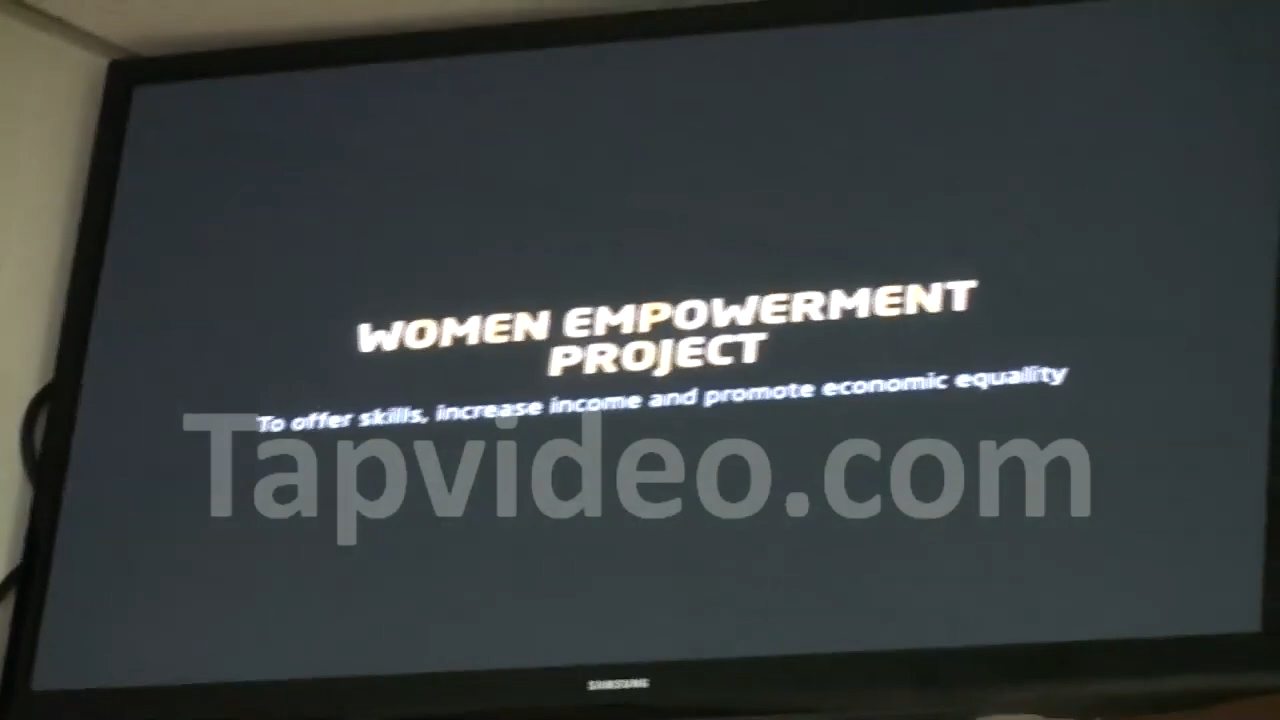 WOMEN EMPOWERMENT
PROJECT
To offer skills, increase income and promote economic equality
Tapvideo.com
SAMSUNG